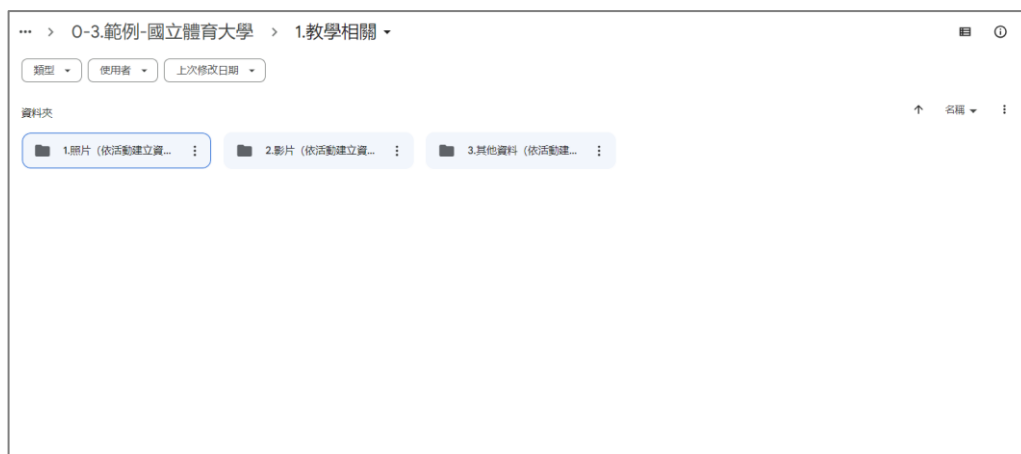 ... > 0-3.範例-國立體育大學 > 1.教學相關
類型 使用者 上次修改日期
資料夾 名稱
1.照片（依活動建立資... 2.影片（依活動建立資... 3.其他資料（依活動建...